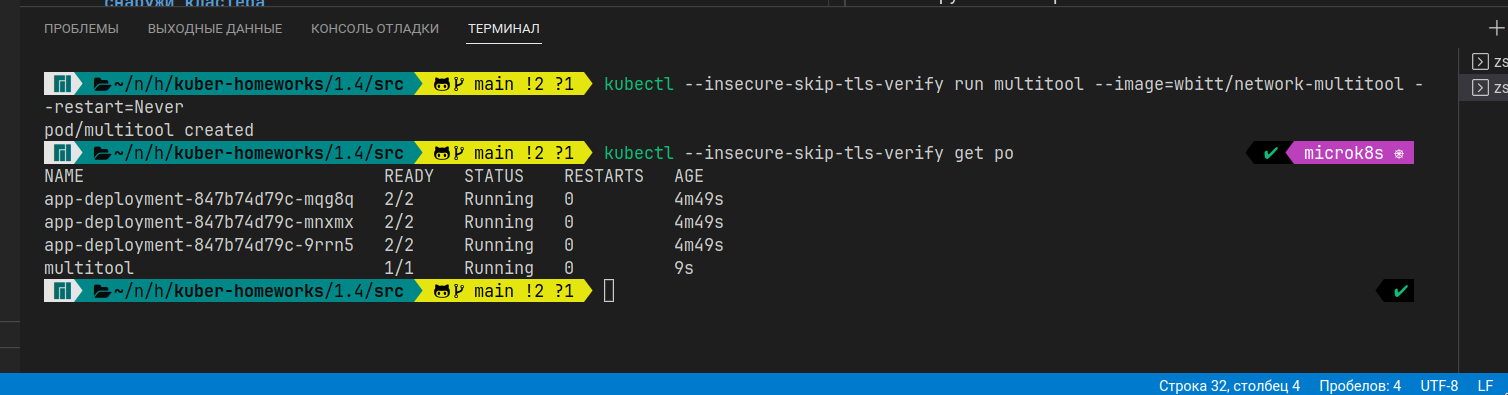 снаружи кластера
ПРОБЛЕМЫ ВЫХОДНЫЕ ДАННЫЕ КОНСОЛЬ ОТЛАДКИ ТЕРМИНАЛ
~/n/h/kuber-homeworks/1.4/src main !2 ?1 kubectl --insecure-skip-tls-verify run multitool --image=wbitt/network-multitool -
-restart=Never
pod/multitool created
~/n/h/kuber-homeworks/1.4/src main !2 ?1 kubectl --insecure-skip-tls-verify get po ✔ microk8s ⎈
NAME READY STATUS RESTARTS AGE
app-deployment-847b74d79c-mqg8q 2/2 Running 0 4m49s
app-deployment-847b74d79c-mnxmx 2/2 Running 0 4m49s
app-deployment-847b74d79c-9rrn5 2/2 Running 0 4m49s
multitool 1/1 Running 0 9s
~/n/h/kuber-homeworks/1.4/src main !2 ?1 ✔
zs
zs
Строка 32, столбец 4 Пробелов: 4 UTF-8 LF